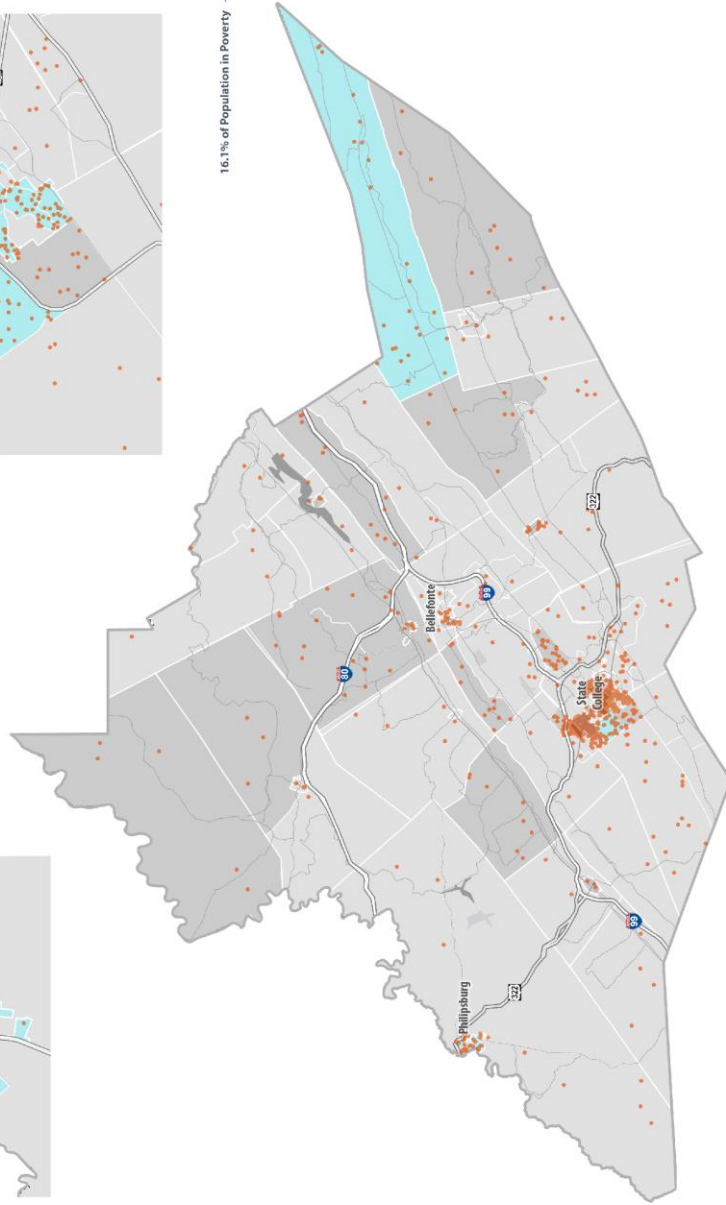 16.1% of Population in Poverty
80
Bellefonte
99
322
State
College
Philipsburg
322
99